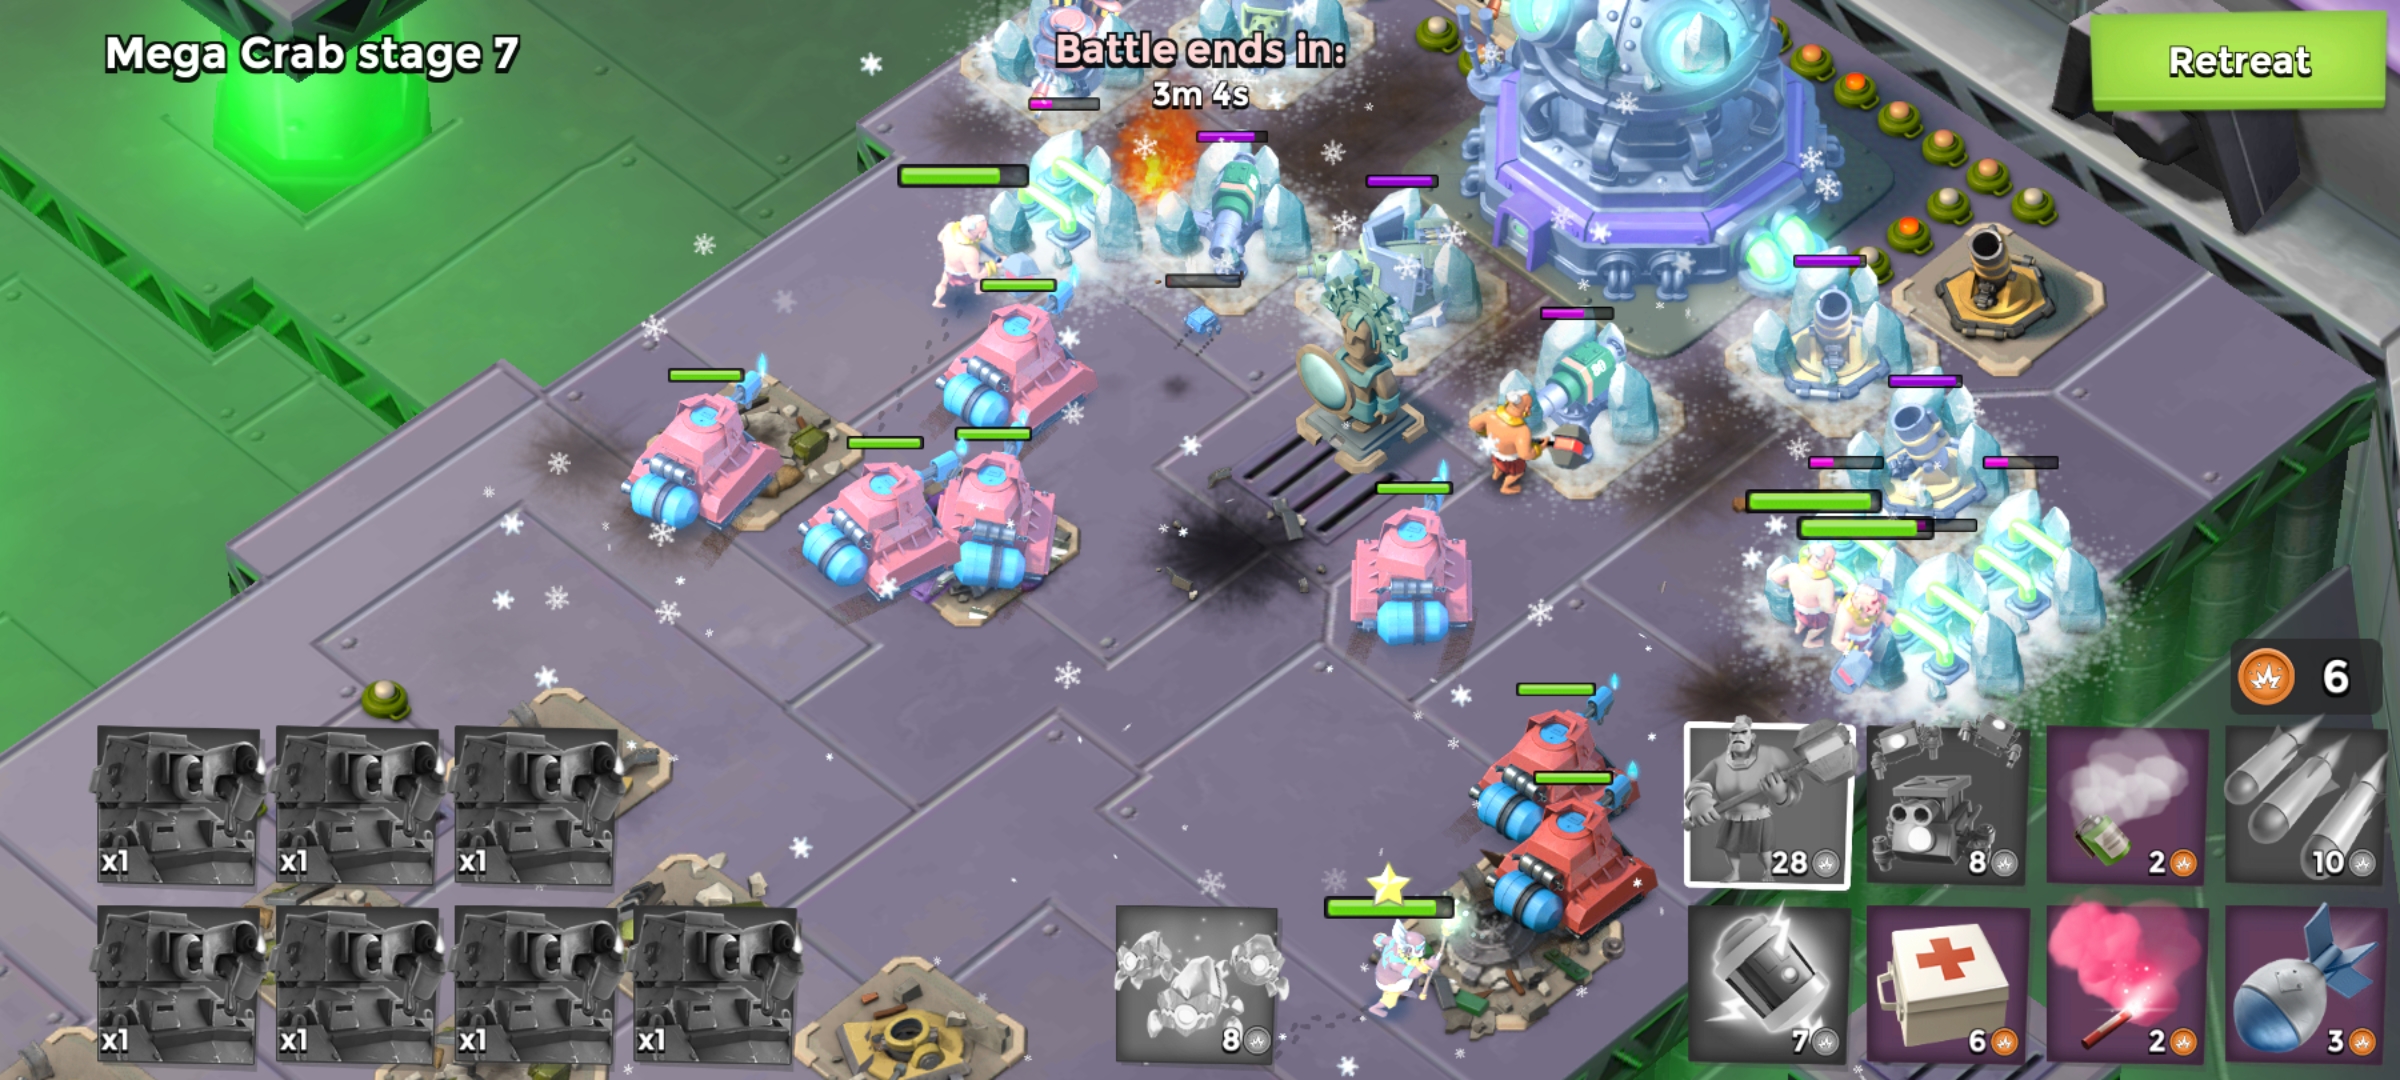 Mega Crab stage 7
Battle ends in:
3m 4s
Retreat
6
x1
x1
x1
28
8
2
10
x1
x1
x1
x1
8
7
6
2
3